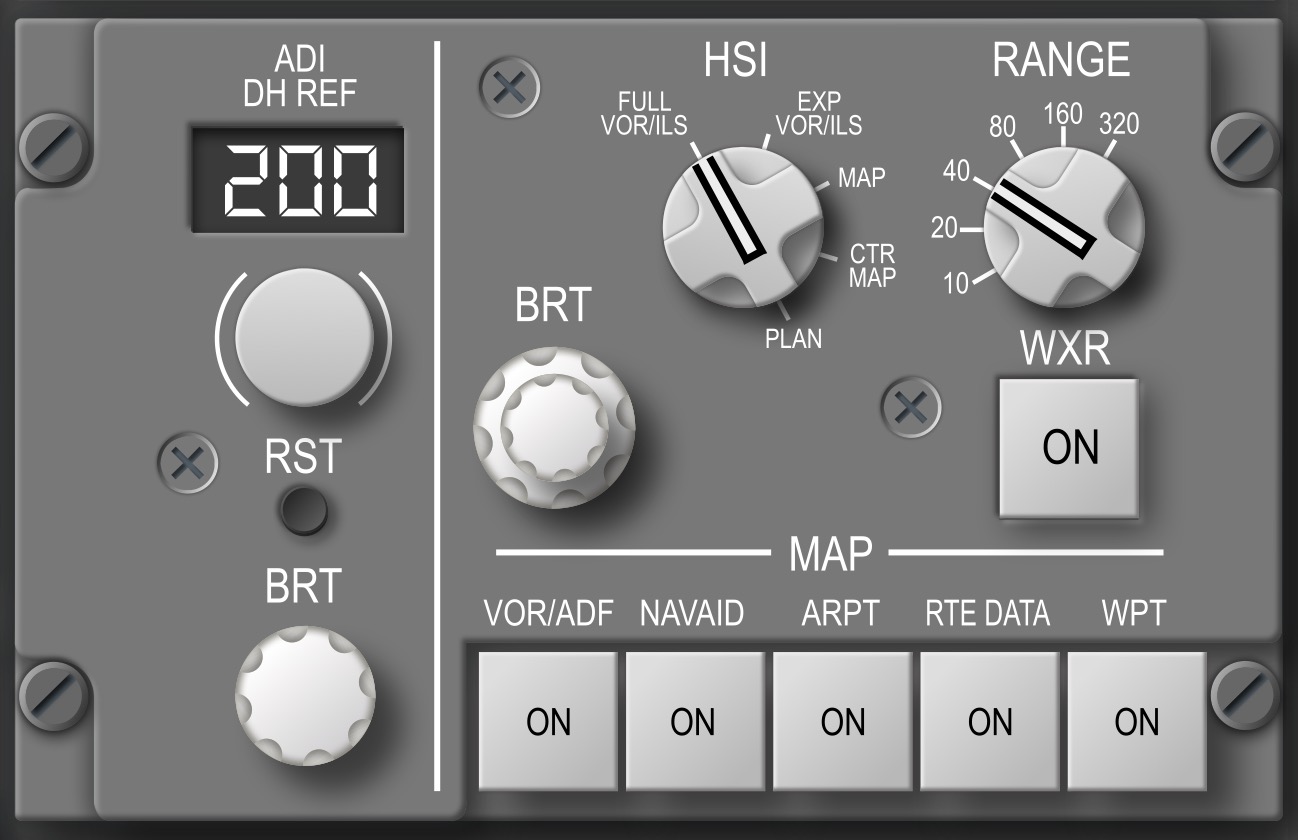 ADI
DH REF
200
RST
BRT
HSI
FULL
VOR/ILS
EXP
VOR/ILS
MAP
CTR
MAP
PLAN
RANGE
10
20
40
80
160
320
BRT
WXR
ON
MAP
VOR/ADF NAVAID ARPT RTE DATA WPT
ON ON ON ON ON